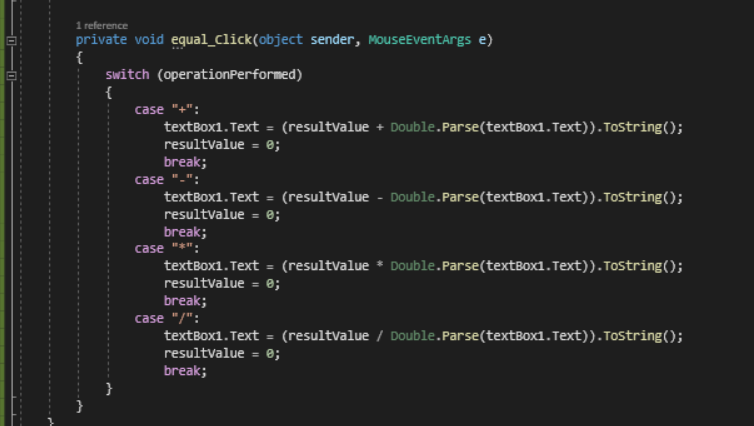 1 reference
private void equal_Click(object sender, MouseEventArgs e)
{
switch (operationPerformed)
{
case "+":
textBox1.Text = (resultValue + Double.Parse(textBox1.Text)).ToString();
resultValue = 0;
break;
case "-":
textBox1.Text = (resultValue - Double.Parse(textBox1.Text)).ToString();
resultValue = 0;
break;
case "*":
textBox1.Text = (resultValue * Double.Parse(textBox1.Text)).ToString();
resultValue = 0;
break;
case "/":
textBox1.Text = (resultValue / Double.Parse(textBox1.Text)).ToString();
resultValue = 0;
break;
}
}
}